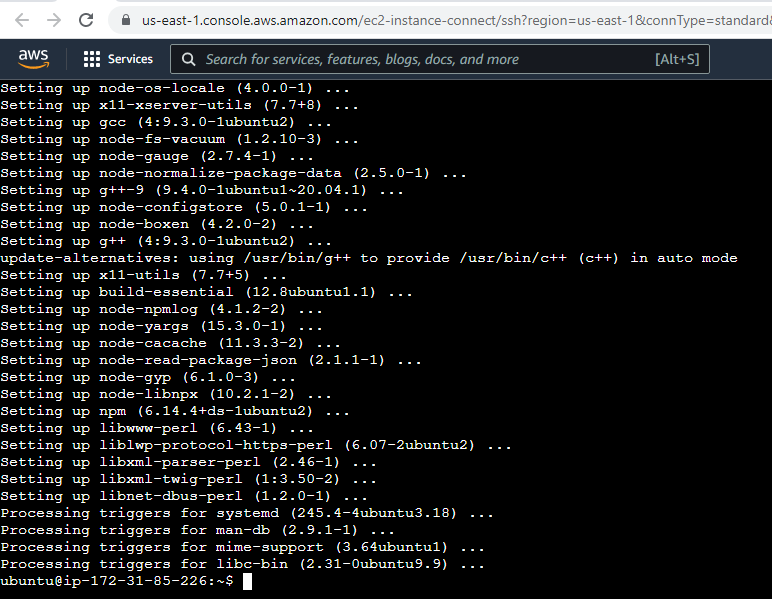 us-east-1.console.aws.amazon.com/ec2-instance-connect/ssh?region=us-east-1&connType=standard&
aws Services Search for services, features, blogs, docs, and more [Alt+S]
Setting up node-os-locale (4.0.0-1) ...
Setting up x11-xserver-utils (7.7+8) ...
Setting up gcc (4:9.3.0-1ubuntu2) ...
Setting up node-fs-vacuum (1.2.10-3) ...
Setting up node-gauge (2.7.4-1) ...
Setting up node-normalize-package-data (2.5.0-1) ...
Setting up g++-9 (9.4.0-1ubuntu1~20.04.1) ...
Setting up node-configstore (5.0.1-1) ...
Setting up node-boxen (4.2.0-2) ...
Setting up g++ (4:9.3.0-1ubuntu2) ...
update-alternatives: using /usr/bin/g++ to provide /usr/bin/c++ (c++) in auto mode
Setting up x11-utils (7.7+5) ...
Setting up build-essential (12.8ubuntu1.1) ...
Setting up node-npmlog (4.1.2-2) ...
Setting up node-yargs (15.3.0-1) ...
Setting up node-cacache (11.3.3-2) ...
Setting up node-read-package-json (2.1.1-1) ...
Setting up node-gyp (6.1.0-3) ...
Setting up node-libnpx (10.2.1-2) ...
Setting up npm (6.14.4+ds-1ubuntu2) ...
Setting up libwww-perl (6.43-1) ...
Setting up liblwp-protocol-https-perl (6.07-2ubuntu2) ...
Setting up libxml-parser-perl (2.46-1) ...
Setting up libxml-twig-perl (1:3.50-2) ...
Setting up libnet-dbus-perl (1.2.0-1) ...
Processing triggers for systemd (245.4-4ubuntu3.18) ...
Processing triggers for man-db (2.9.1-1) ...
Processing triggers for mime-support (3.64ubuntu1) ...
Processing triggers for libc-bin (2.31-0ubuntu9.9) ...
ubuntu@ip-172-31-85-226:~$